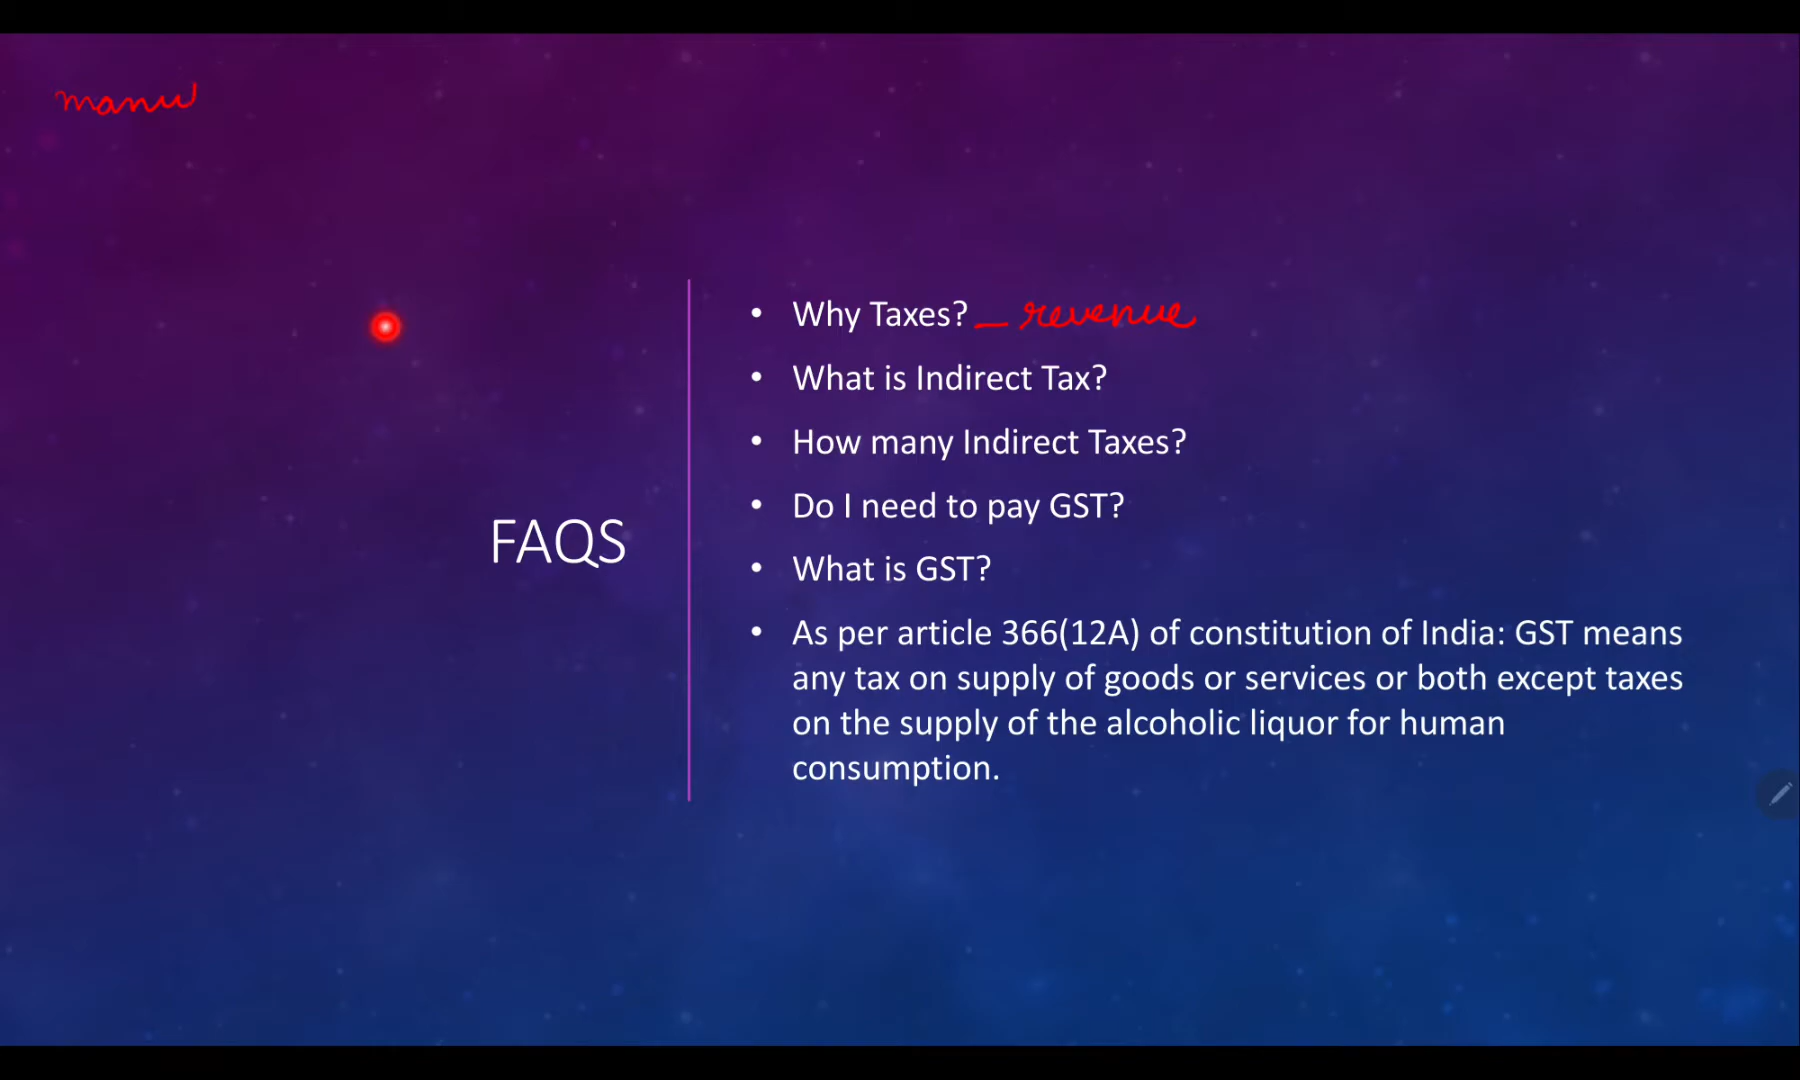 manu
FAQS
• Why Taxes? _ revenue
• What is Indirect Tax?
• How many Indirect Taxes?
• Do I need to pay GST?
• What is GST?
• As per article 366(12A) of constitution of India: GST means
any tax on supply of goods or services or both except taxes
on the supply of the alcoholic liquor for human
consumption.